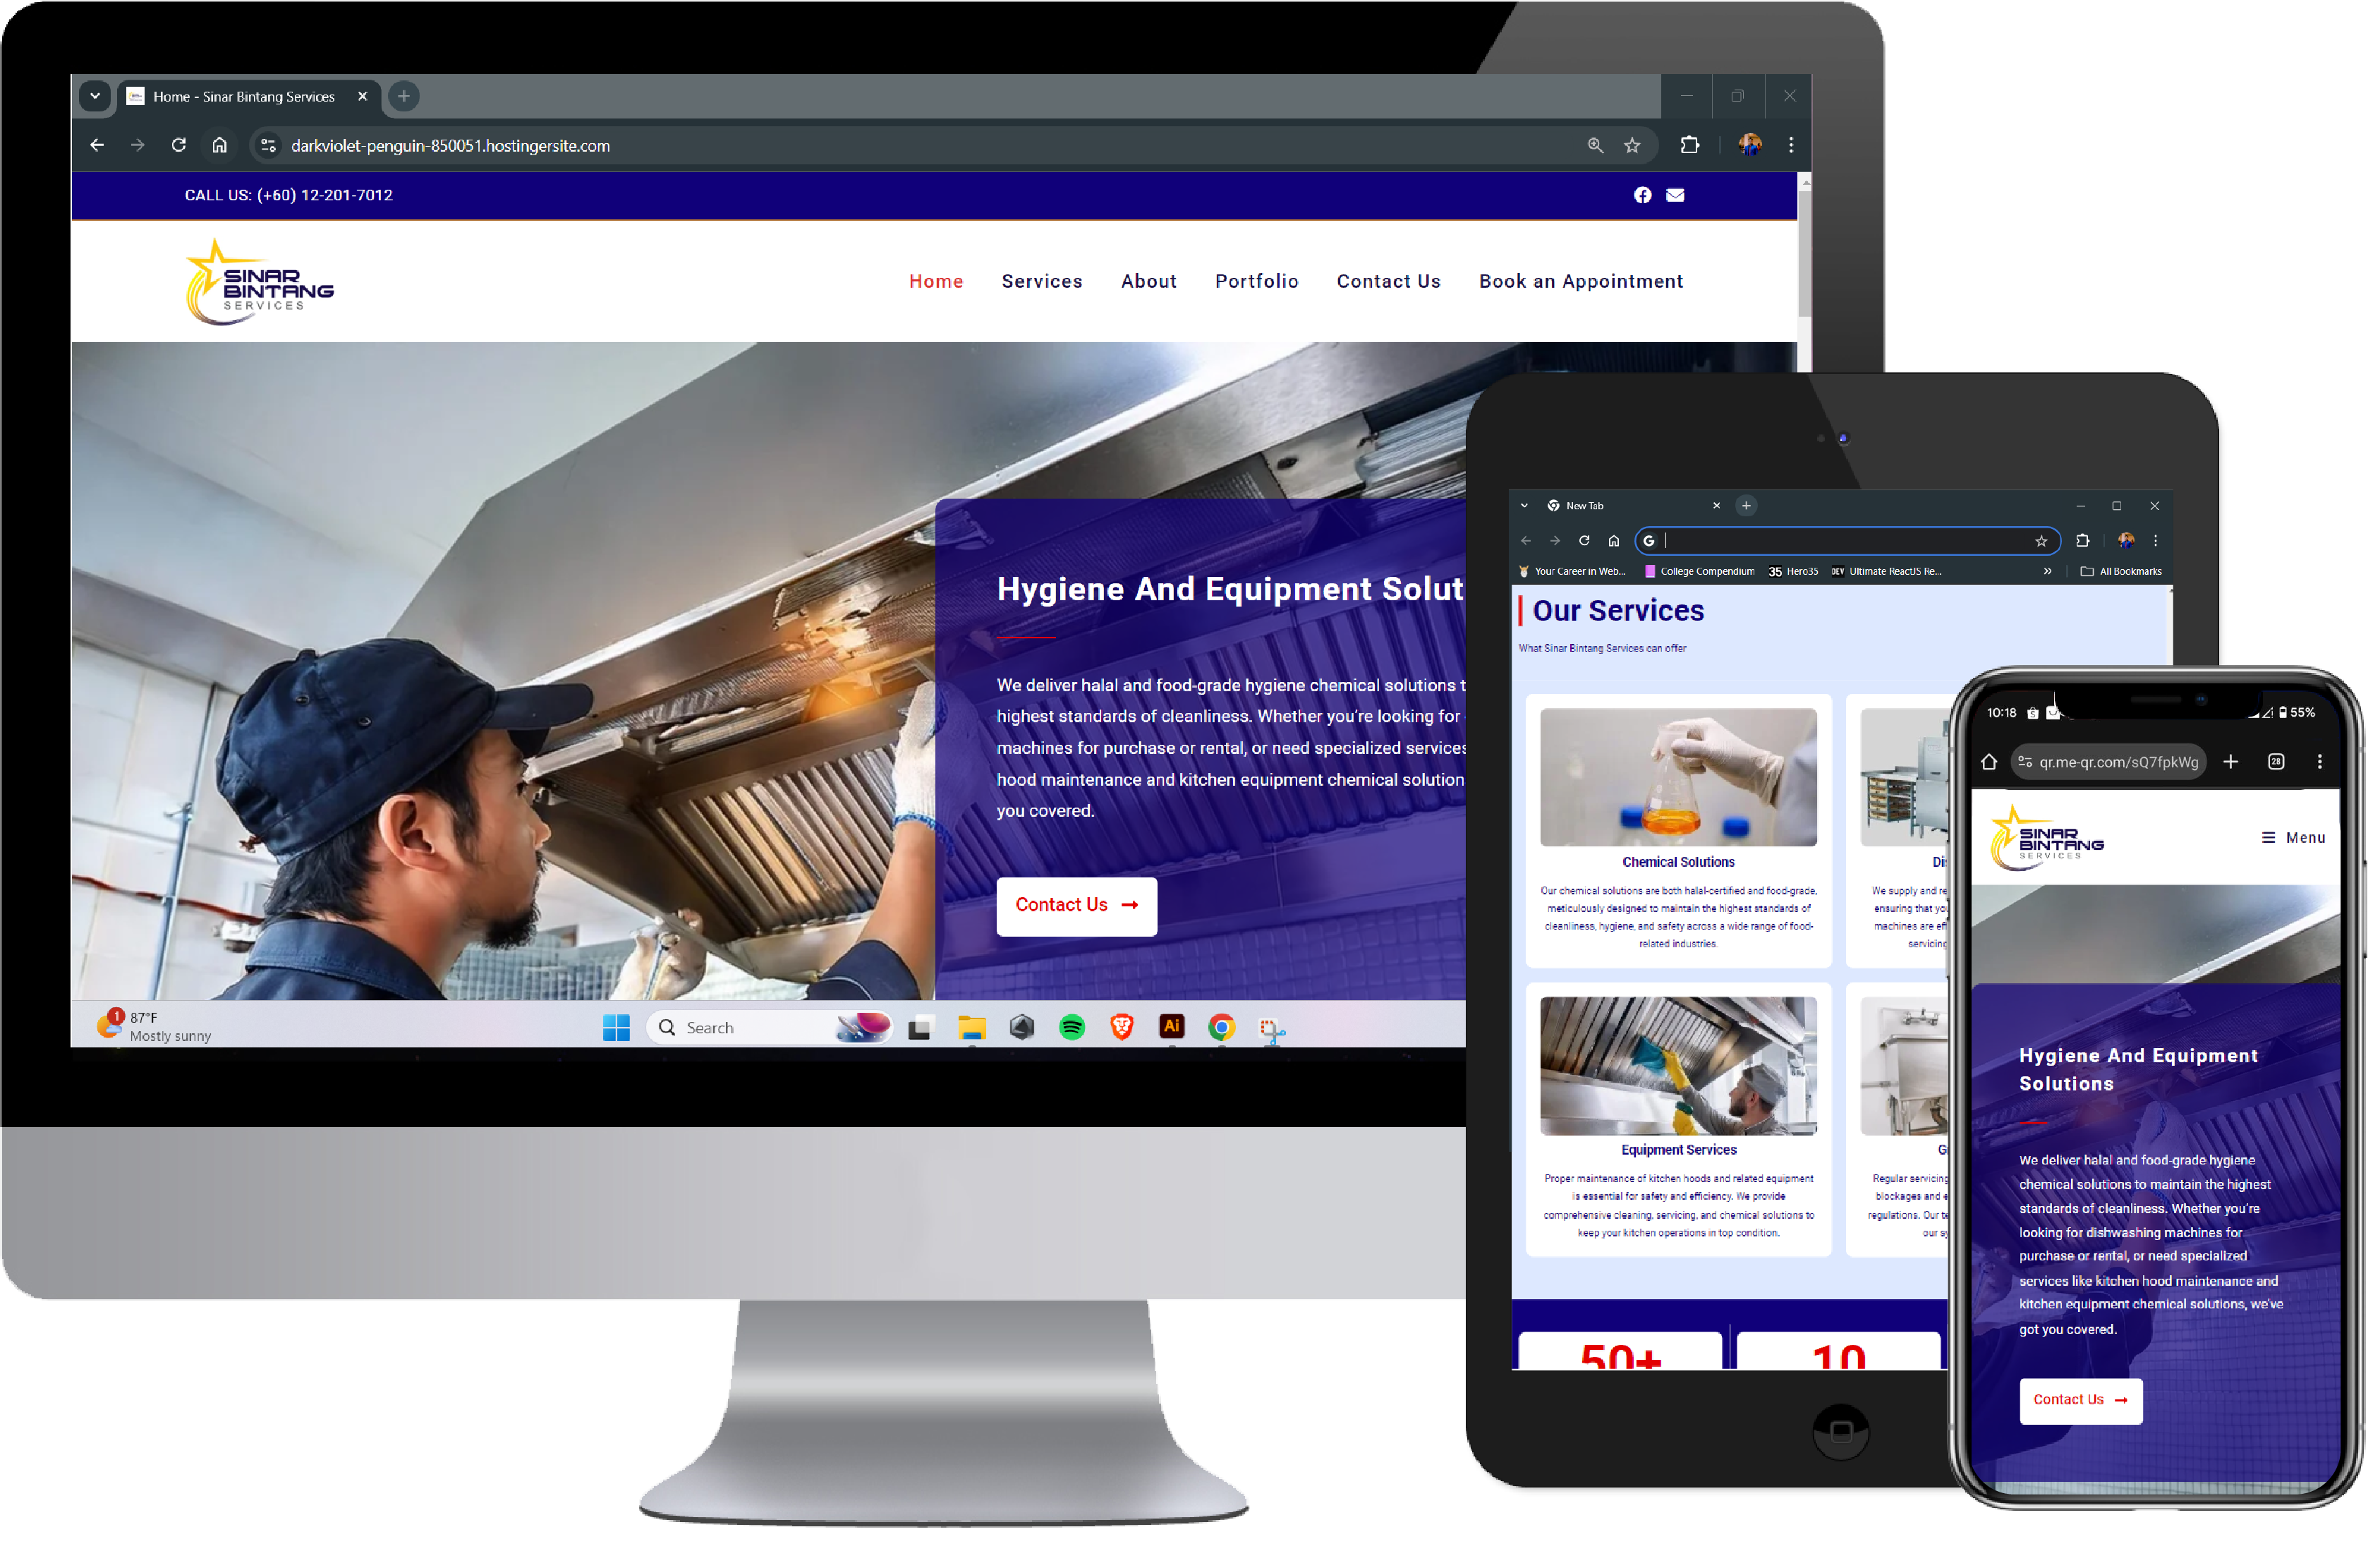 Home - Sinar Bintang Services
darkviolet-penguin-850051.hostingersite.com
CALL US: (+60) 12-201-7012
SINAR
BINTANG
SERVICES
Home Services About Portfolio Contact Us Book an Appointment
Hygiene And Equipment Solut
We deliver halal and food-grade hygiene chemical solutions t
highest standards of cleanliness. Whether you're looking for
machines for purchase or rental, or need specialized services
hood maintenance and kitchen equipment chemical solution
you covered.
Contact Us
1
87°F
Mostly sunny
Search
Ai
New Tab
G
Your Career in Web... College Compendium 35 Hero35 DEV Ultimate ReactJS Re... » All Bookmarks
Our Services
What Sinar Bintang Services can offer
Chemical Solutions
Our chemical solutions are both halal-certified and food-grade,
meticulously designed to maintain the highest standards of
cleanliness, hygiene, and safety across a wide range of food-
related industries.
Di
We supply and re
ensuring that you
machines are ef
servicing
Equipment Services
Proper maintenance of kitchen hoods and related equipment
is essential for safety and efficiency. We provide
comprehensive cleaning, servicing, and chemical solutions to
keep your kitchen operations in top condition.
G
Regular servicing
blockages and e
regulations. Our te
our sy
50+
10
10:18
55%
qr.me-qr.com/sQ7fpkWg
28
SINAR
BINTANG
SERVICES
Menu
Hygiene And Equipment
Solutions
We deliver halal and food-grade hygiene
chemical solutions to maintain the highest
standards of cleanliness. Whether you're
looking for dishwashing machines for
purchase or rental, or need specialized
services like kitchen hood maintenance and
kitchen equipment chemical solutions, we've
got you covered.
Contact Us